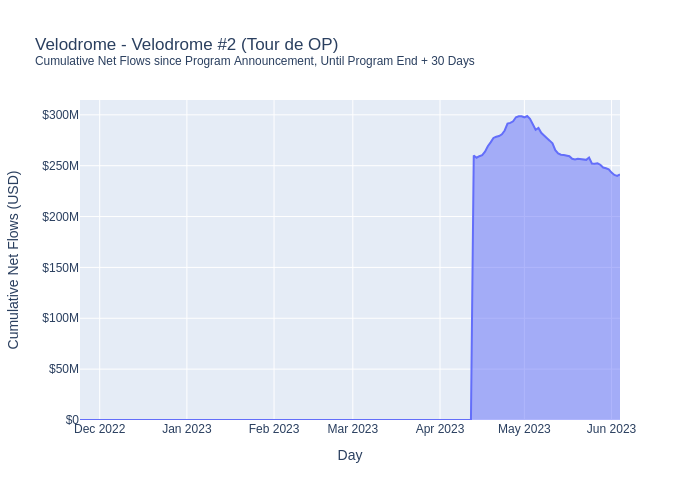 Velodrome - Velodrome #2 (Tour de OP)
Cumulative Net Flows since Program Announcement, Until Program End + 30 Days
Cumulative Net Flows (USD)
$300M
$250M
$200M
$150M
$100M
$50M
$0
Dec 2022 Jan 2023 Feb 2023 Mar 2023 Apr 2023 May 2023 Jun 2023
Day